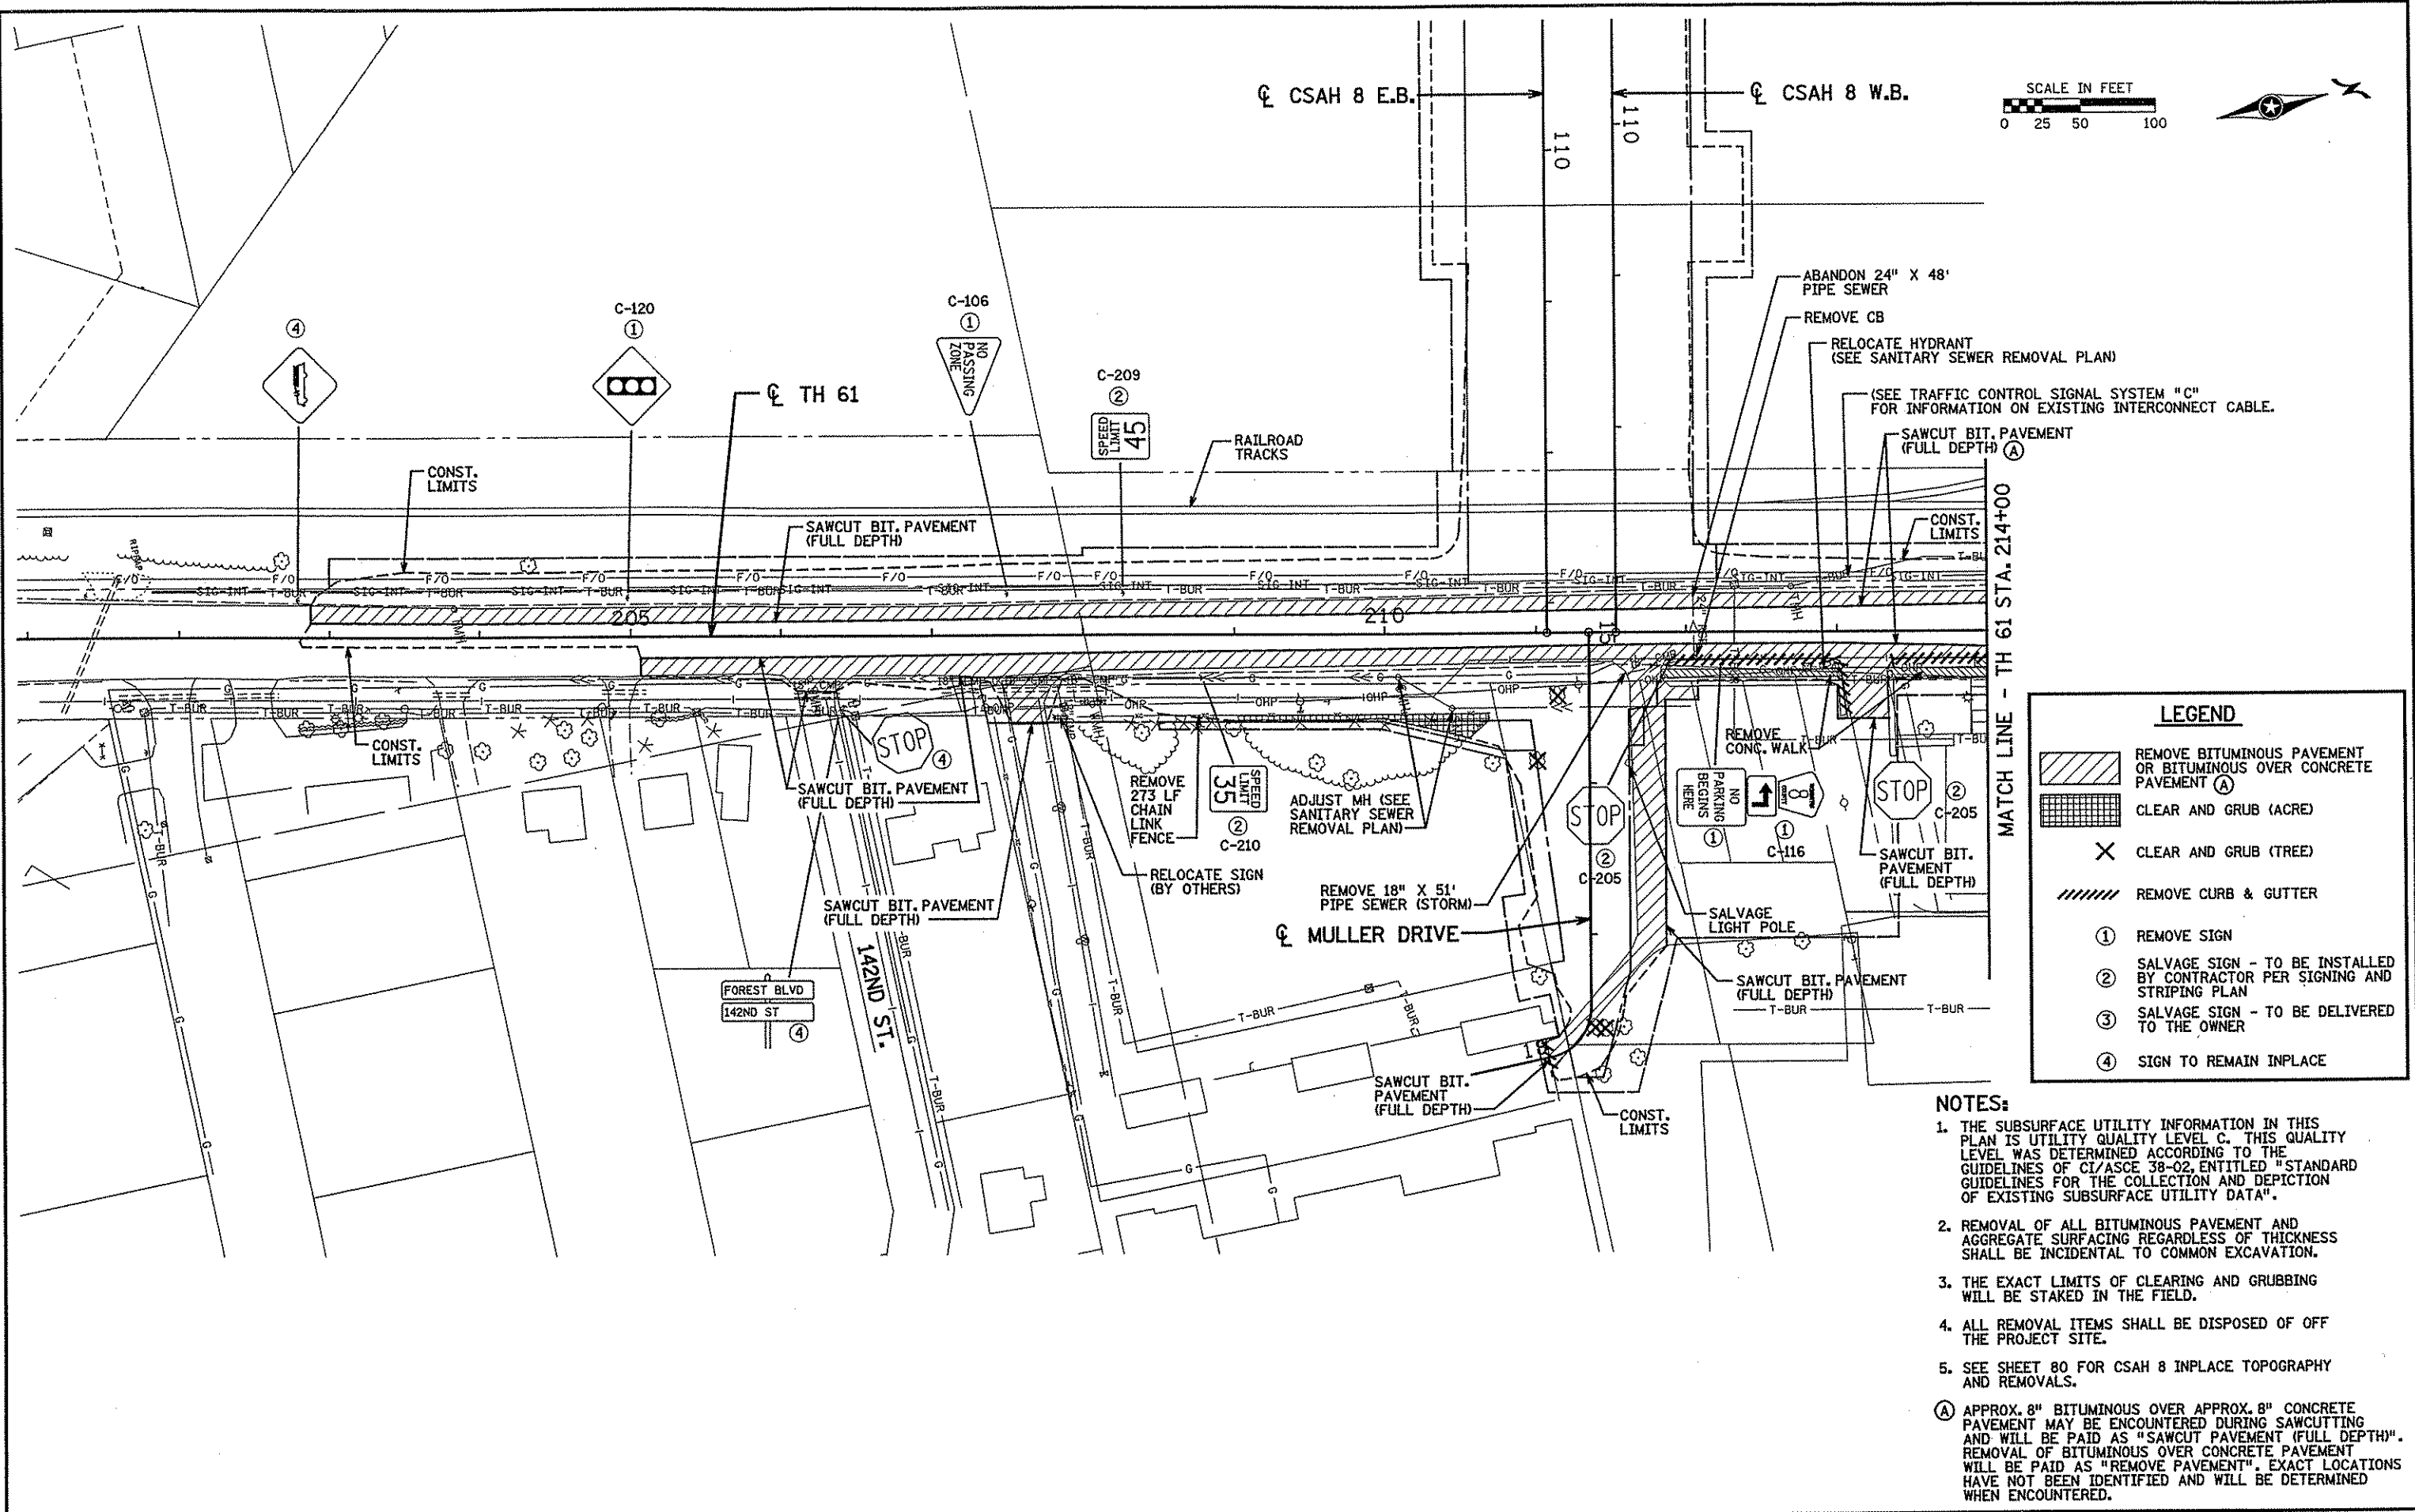 ℄ CSAH 8 E.B.
℄ CSAH 8 W.B.
110
110
SCALE IN FEET
0 25 50 100
ABANDON 24" X 48'
PIPE SEWER
REMOVE CB
RELOCATE HYDRANT
(SEE SANITARY SEWER REMOVAL PLAN)
(SEE TRAFFIC CONTROL SIGNAL SYSTEM "C"
FOR INFORMATION ON EXISTING INTERCONNECT CABLE.
SAWCUT BIT. PAVEMENT
(FULL DEPTH) Ⓐ
④
C-120
①
C-106
①
NO
PASSING
ZONE
C-209
②
SPEED
LIMIT
45
℄ TH 61
RAILROAD
TRACKS
CONST.
LIMITS
SAWCUT BIT. PAVEMENT
(FULL DEPTH)
CONST.
LIMITS
MATCH LINE - TH 61 STA. 214+00
RIPRAP
F/O
SIG-INT
T-BUR
205
210
15
G
OHP
CONST.
LIMITS
STOP
④
SAWCUT BIT. PAVEMENT
(FULL DEPTH)
REMOVE
273 LF
CHAIN
LINK
FENCE
SPEED
LIMIT
35
②
C-210
ADJUST MH (SEE
SANITARY SEWER
REMOVAL PLAN)
STOP
②
C-205
REMOVE
CONC. WALK
NO
PARKING
BEGINS
HERE
①
8
①
C-116
STOP
②
C-205
SAWCUT BIT.
PAVEMENT
(FULL DEPTH)
RELOCATE SIGN
(BY OTHERS)
SAWCUT BIT. PAVEMENT
(FULL DEPTH)
REMOVE 18" X 51'
PIPE SEWER (STORM)
SALVAGE
LIGHT POLE
℄ MULLER DRIVE
142ND ST.
FOREST BLVD
142ND ST
④
SAWCUT BIT. PAVEMENT
(FULL DEPTH)
T-BUR
T-BUR
SAWCUT BIT.
PAVEMENT
(FULL DEPTH)
CONST.
LIMITS
LEGEND
REMOVE BITUMINOUS PAVEMENT
OR BITUMINOUS OVER CONCRETE
PAVEMENT Ⓐ
CLEAR AND GRUB (ACRE)
CLEAR AND GRUB (TREE)
REMOVE CURB & GUTTER
① REMOVE SIGN
② SALVAGE SIGN - TO BE INSTALLED
BY CONTRACTOR PER SIGNING AND
STRIPING PLAN
③ SALVAGE SIGN - TO BE DELIVERED
TO THE OWNER
④ SIGN TO REMAIN INPLACE
NOTES:
1. THE SUBSURFACE UTILITY INFORMATION IN THIS
PLAN IS UTILITY QUALITY LEVEL C. THIS QUALITY
LEVEL WAS DETERMINED ACCORDING TO THE
GUIDELINES OF CI/ASCE 38-02, ENTITLED "STANDARD
GUIDELINES FOR THE COLLECTION AND DEPICTION
OF EXISTING SUBSURFACE UTILITY DATA".
2. REMOVAL OF ALL BITUMINOUS PAVEMENT AND
AGGREGATE SURFACING REGARDLESS OF THICKNESS
SHALL BE INCIDENTAL TO COMMON EXCAVATION.
3. THE EXACT LIMITS OF CLEARING AND GRUBBING
WILL BE STAKED IN THE FIELD.
4. ALL REMOVAL ITEMS SHALL BE DISPOSED OF OFF
THE PROJECT SITE.
5. SEE SHEET 80 FOR CSAH 8 INPLACE TOPOGRAPHY
AND REMOVALS.
Ⓐ APPROX. 8" BITUMINOUS OVER APPROX. 8" CONCRETE
PAVEMENT MAY BE ENCOUNTERED DURING SAWCUTTING
AND WILL BE PAID AS "SAWCUT PAVEMENT (FULL DEPTH)".
REMOVAL OF BITUMINOUS OVER CONCRETE PAVEMENT
WILL BE PAID AS "REMOVE PAVEMENT". EXACT LOCATIONS
HAVE NOT BEEN IDENTIFIED AND WILL BE DETERMINED
WHEN ENCOUNTERED.